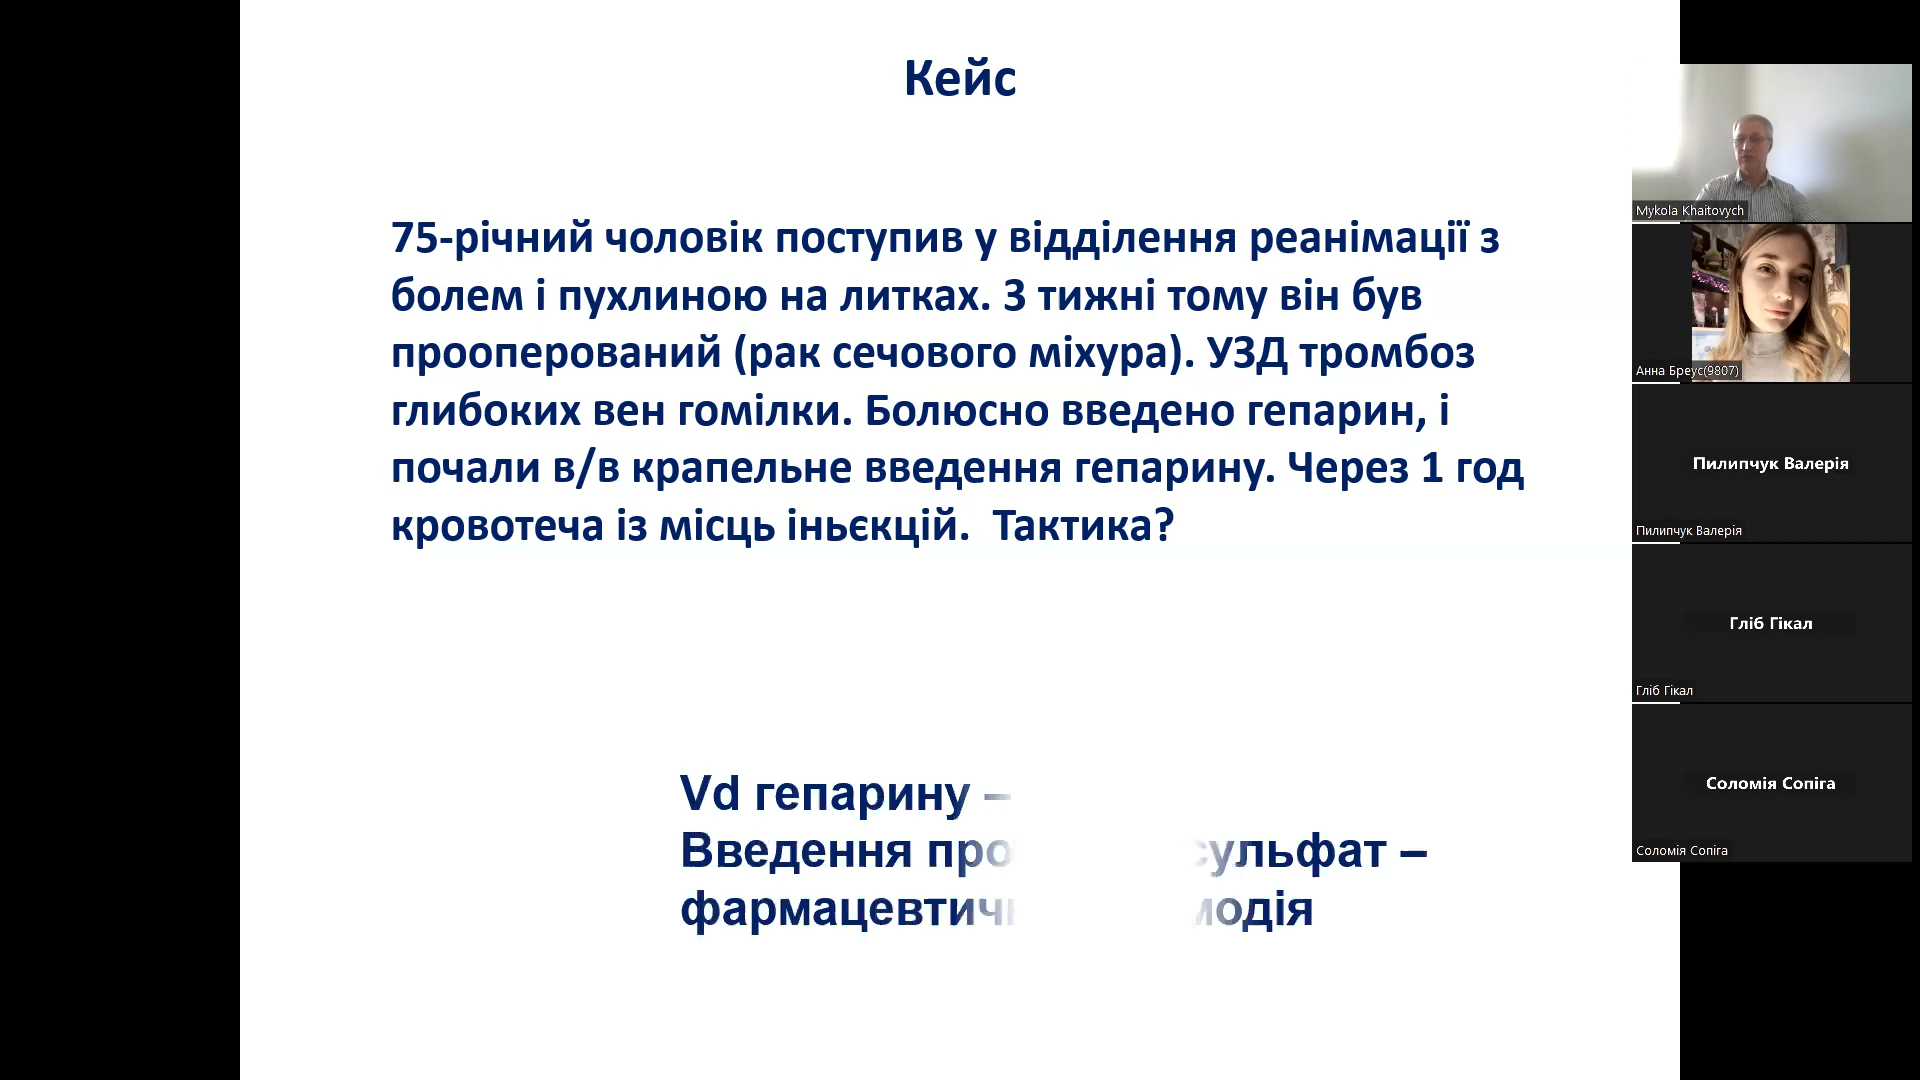 Кейс
75-річний чоловік поступив у відділення реанімації з
болем і пухлиною на литках. 3 тижні тому він був
прооперований (рак сечового міхура). УЗД тромбоз
глибоких вен гомілки. Болюсно введено гепарин, і
почали в/в крапельне введення гепарину. Через 1 год
кровотеча із місць іньєкцій.  Тактика?
Vd гепарину –
Введення сульфат –
Mykola Khaitovych
Анна Бреус(9807)
Пилипчук Валерія
Пилипчук Валерія
Гліб Гікал
Гліб Гікал
Соломія Сопіга
Соломія Сопіга